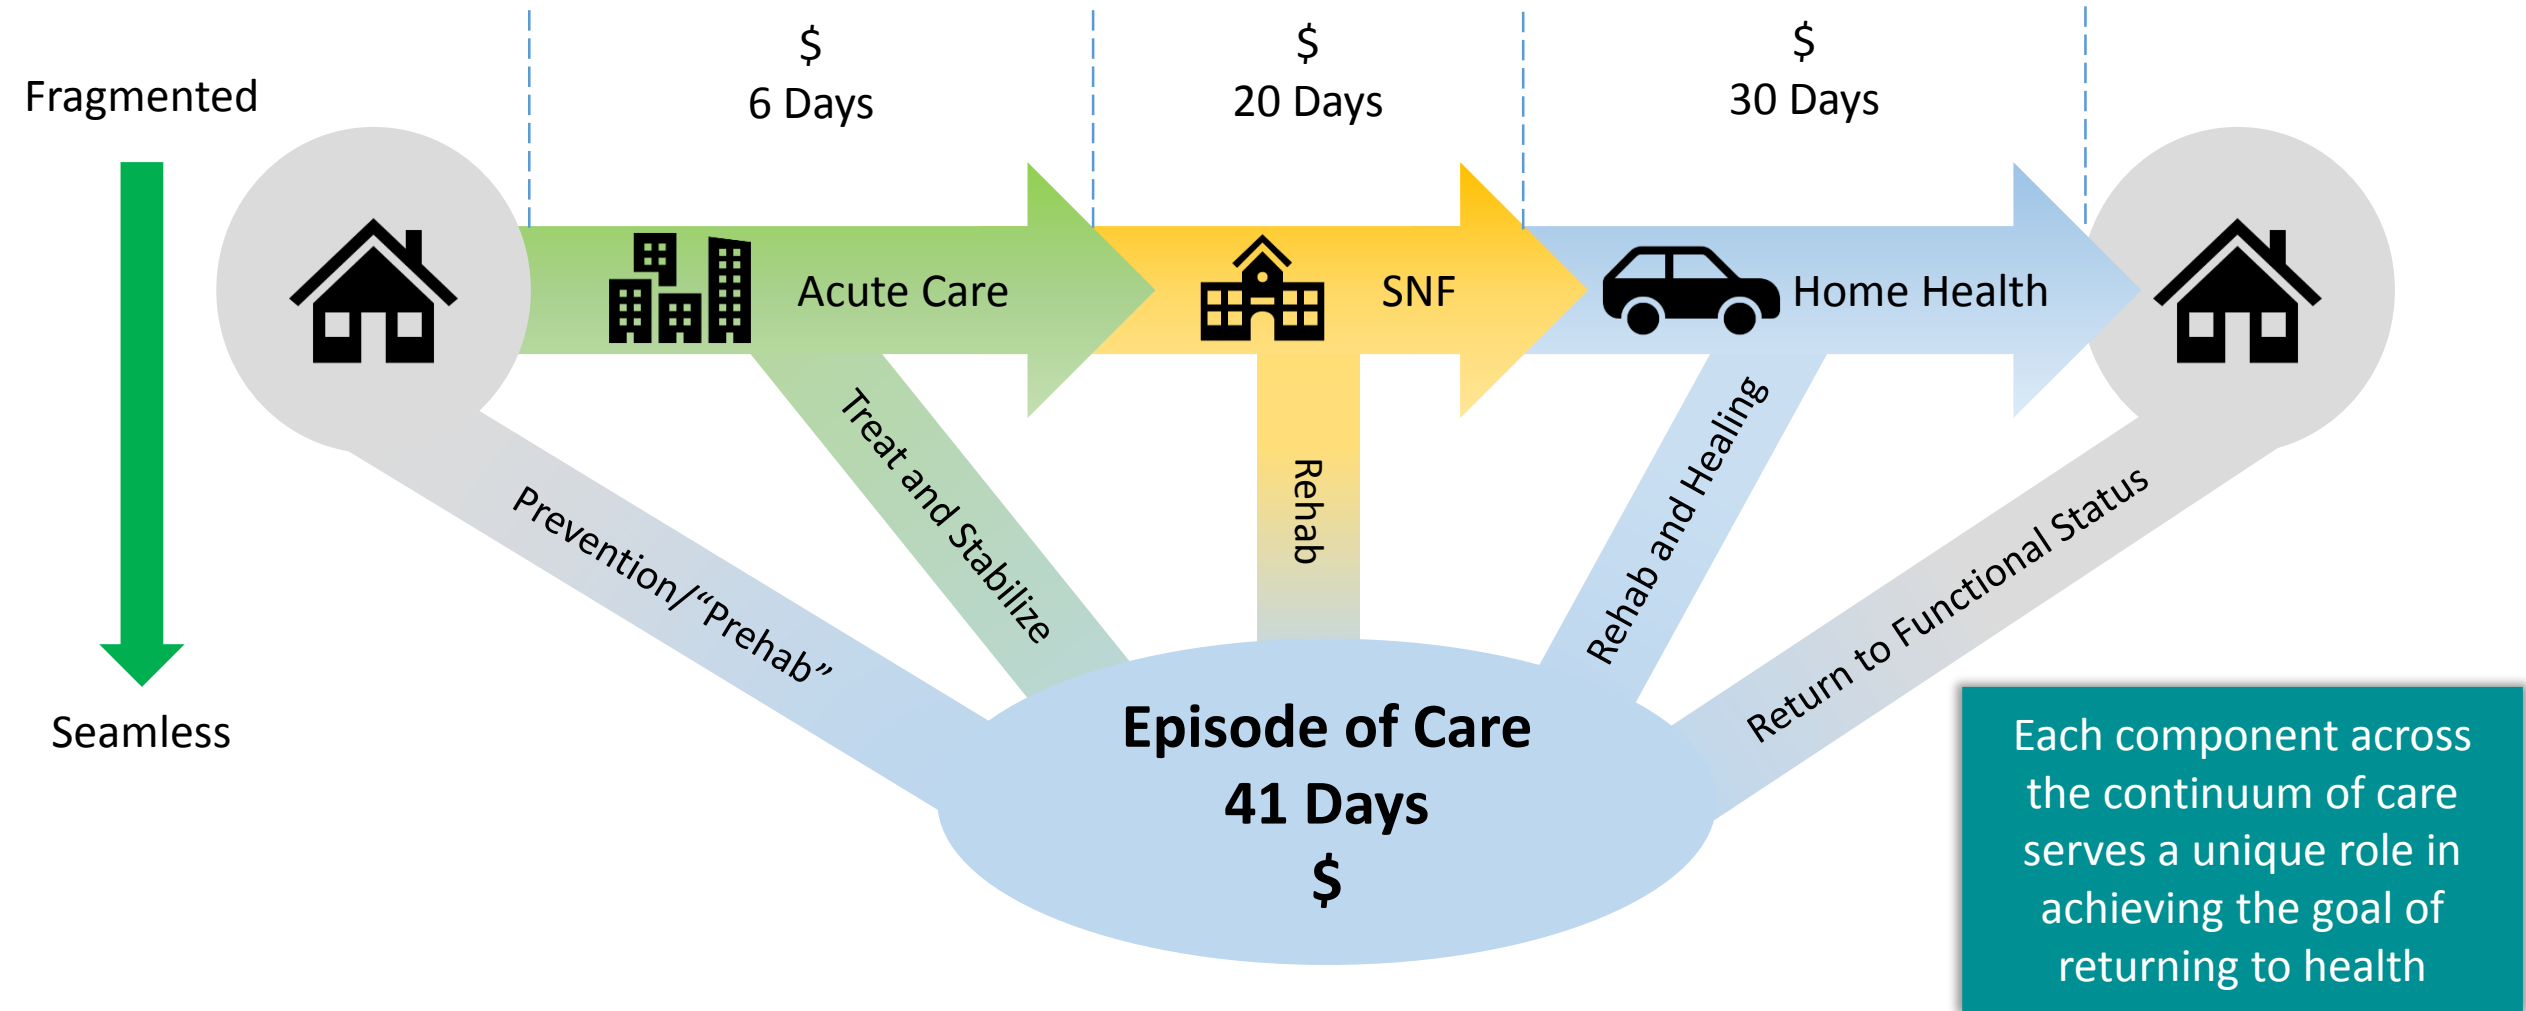 $
6 Days
$
20 Days
$
30 Days
Fragmented
Seamless
Acute Care
SNF
Home Health
Prevention/“Prehab”
Treat and Stabilize
Rehab
Rehab and Healing
Return to Functional Status
Episode of Care
41 Days
$
Each component across
the continuum of care
serves a unique role in
achieving the goal of
returning to health